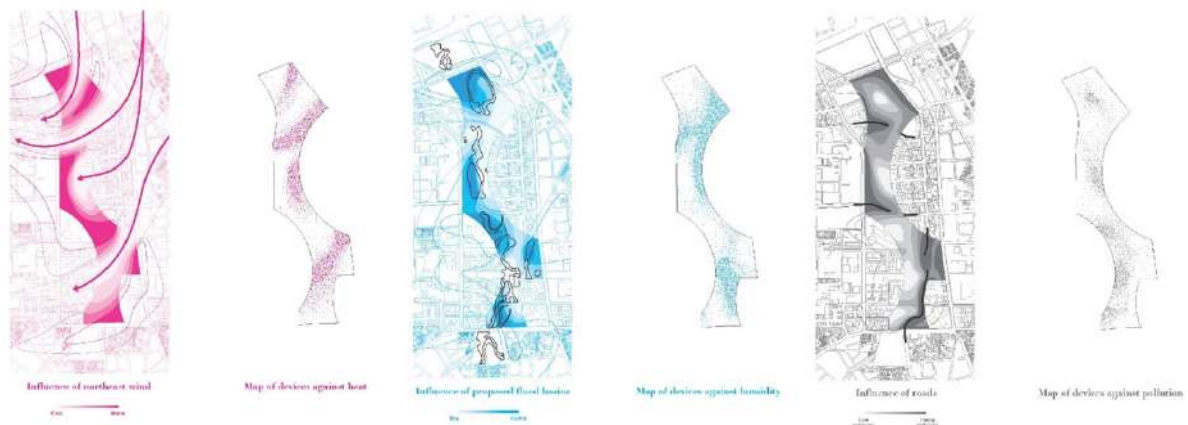 Influence of northeast wind
Map of devices against heat
Influence of proposed flood basins
Map of devices against humidity
Influence of roads
Map of devices against pollution